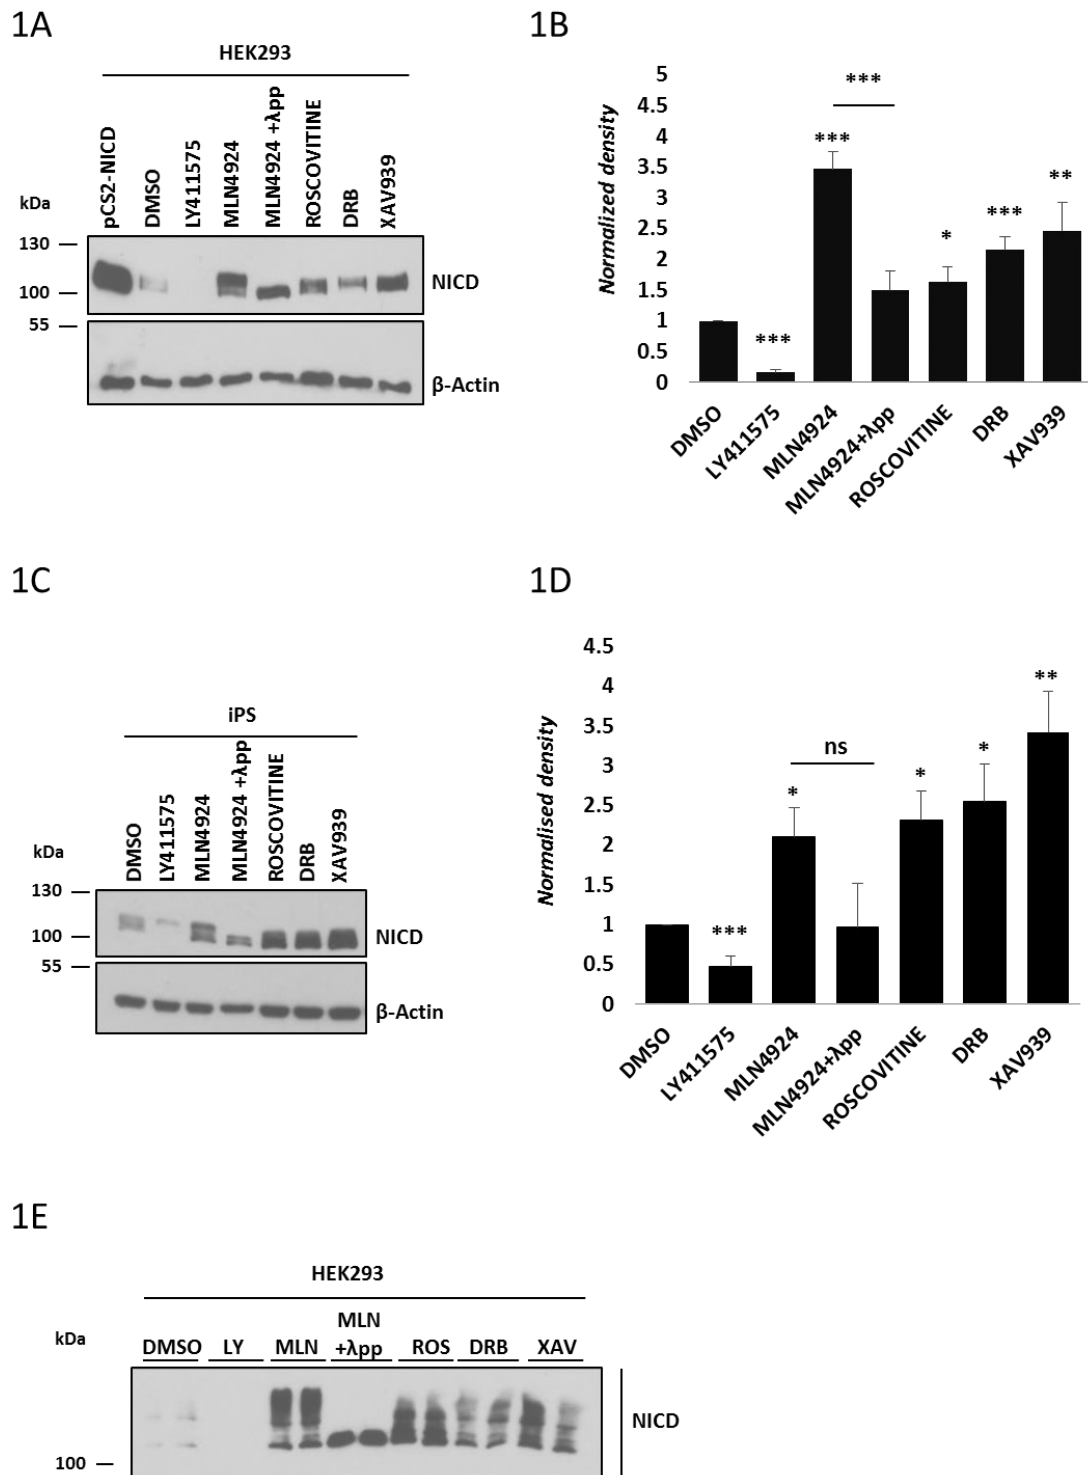 1A
HEK293
pCS2-NICD
DMSO
LY411575
MLN4924
MLN4924 +λpp
ROSCOVITINE
DRB
XAV939
kDa
130
100
NICD
55
β-Actin
1B
Normalized density
5
4.5
4
3.5
3
2.5
2
1.5
1
0.5
0
***
***
***
*
***
**
DMSO
LY411575
MLN4924
MLN4924+λpp
ROSCOVITINE
DRB
XAV939
1C
iPS
DMSO
LY411575
MLN4924
MLN4924 +λpp
ROSCOVITINE
DRB
XAV939
kDa
130
100
NICD
55
β-Actin
1D
Normalised density
4.5
4
3.5
3
2.5
2
1.5
1
0.5
0
***
*
ns
*
*
**
DMSO
LY411575
MLN4924
MLN4924+λpp
ROSCOVITINE
DRB
XAV939
1E
HEK293
kDa
DMSO
LY
MLN
MLN
+λpp
ROS
DRB
XAV
NICD
100